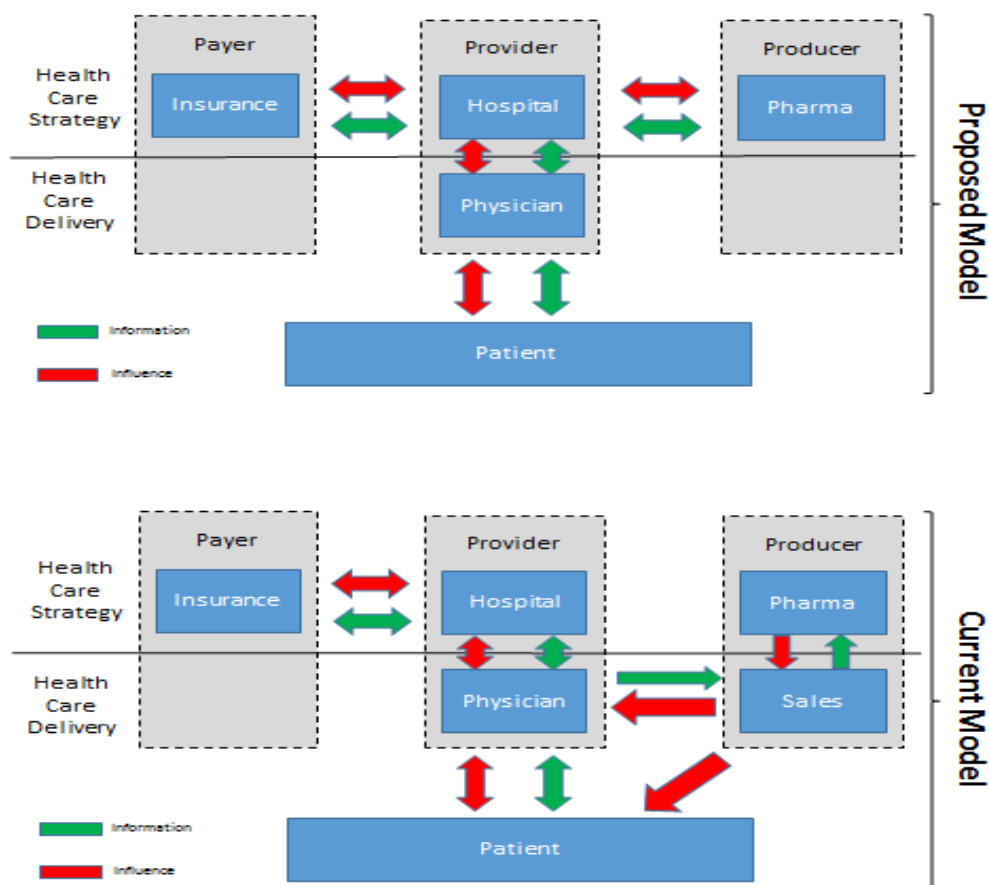 Payer
Provider
Producer
Health
Care
Strategy
Insurance
Hospital
Pharma
Health
Care
Delivery
Physician
Information
Influence
Patient
Proposed Model
Payer
Provider
Producer
Health
Care
Strategy
Insurance
Hospital
Pharma
Health
Care
Delivery
Physician
Sales
Information
Influence
Patient
Current Model